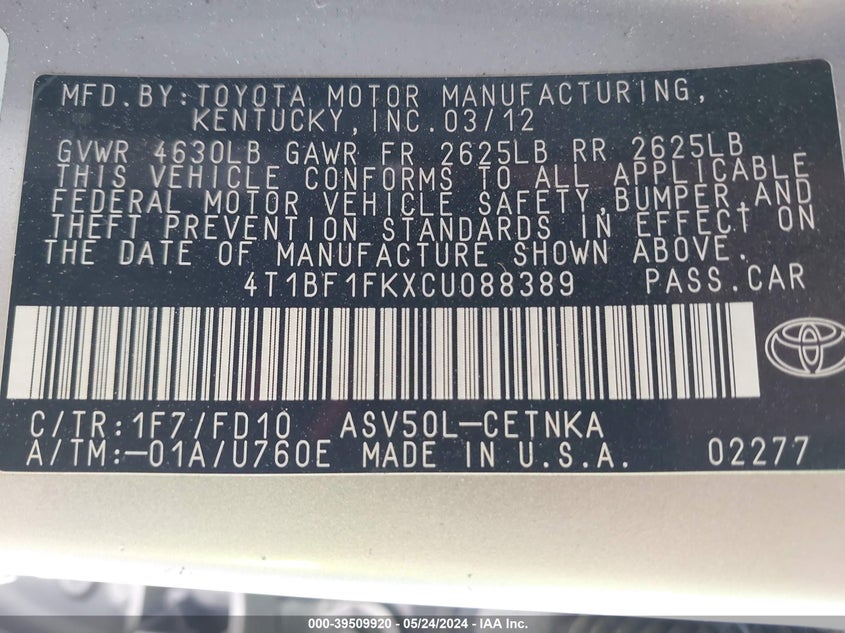 MFD.BY:TOYOTA MOTOR MANUFACTURING,
KENTUCKY,INC.03/12
GVWR 4630LB GAWR FR 2625LB RR 2625LB
THIS VEHICLE CONFORMS TO ALL APPLICABLE
FEDERAL MOTOR VEHICLE SAFETY,BUMPER,AND
THEFT PREVENTION STANDARDS IN EFFECT ON
THE DATE OF MANUFACTURE SHOWN ABOVE.
4T1BF1FKXCU088389 PASS.CAR
C/TR:1F7/FD10 ASV50L-CETNKA
A/TM:-01A/U760E MADE IN U.S.A. 02277
000-39509920 - 05/24/2024 - IAA Inc.